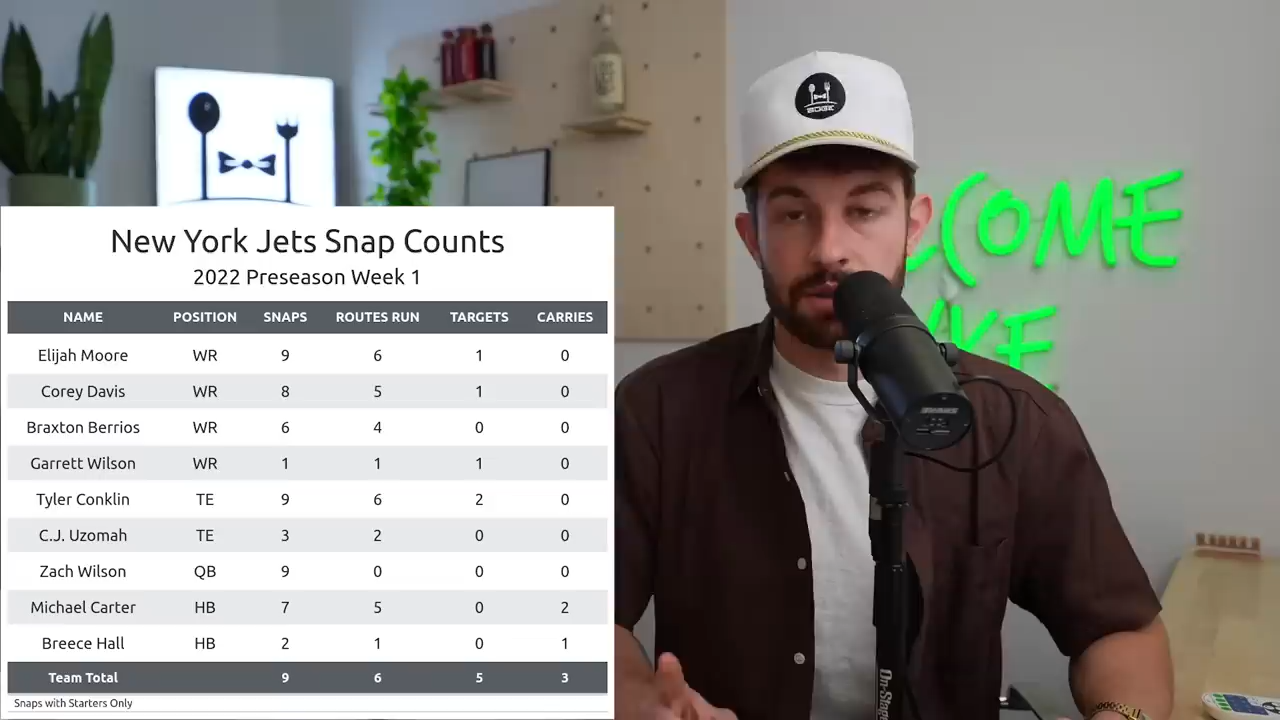 New York Jets Snap Counts
2022 Preseason Week 1
NAME POSITION SNAPS ROUTES RUN TARGETS CARRIES
Elijah Moore WR 9 6 1 0
Corey Davis WR 8 5 1 0
Braxton Berrios WR 6 4 0 0
Garrett Wilson WR 1 1 1 0
Tyler Conklin TE 9 6 2 0
C.J. Uzomah TE 3 2 0 0
Zach Wilson QB 9 0 0 0
Michael Carter HB 7 5 0 2
Breece Hall HB 2 1 0 1
Team Total 9 6 5 3
Snaps with Starters Only
COME
KE
On-Stage